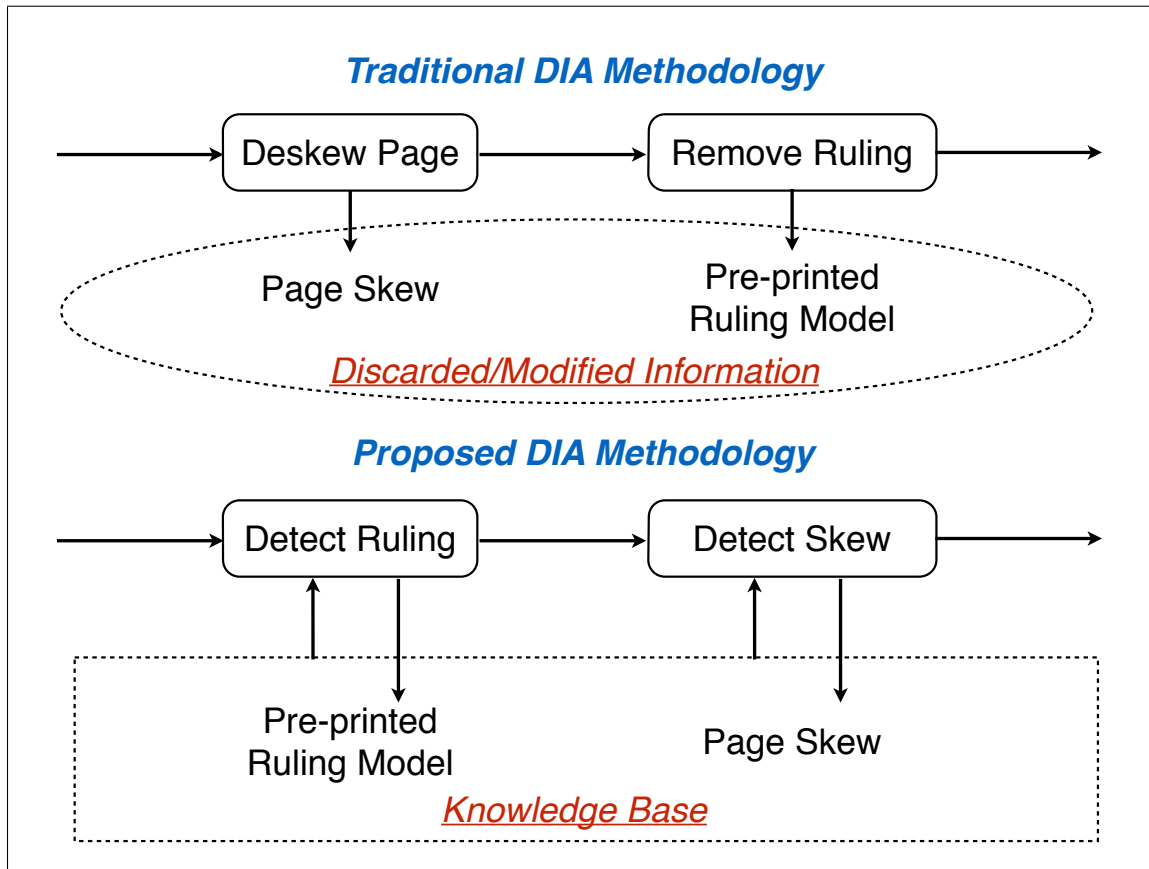 Traditional DIA Methodology
Deskew Page
Remove Ruling
Page Skew
Pre-printed
Ruling Model
Discarded/Modified Information
Proposed DIA Methodology
Detect Ruling
Detect Skew
Pre-printed
Ruling Model
Page Skew
Knowledge Base